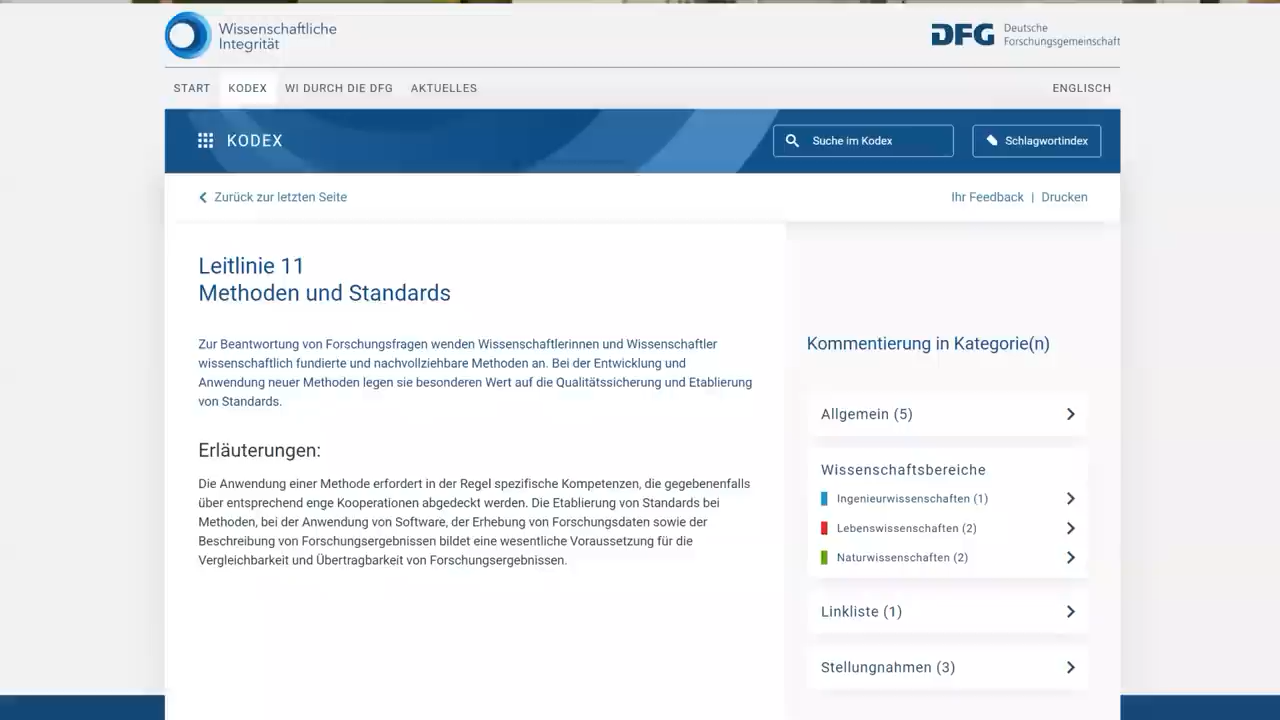 Wissenschaftliche
Integrität
DFG Deutsche
Forschungsgemeinschaft
START KODEX WI DURCH DIE DFG AKTUELLES ENGLISCH
KODEX Suche im Kodex Schlagwortindex
Zurück zur letzten Seite Ihr Feedback | Drucken
Leitlinie 11
Methoden und Standards
Zur Beantwortung von Forschungsfragen wenden Wissenschaftlerinnen und Wissenschaftler
wissenschaftlich fundierte und nachvollziehbare Methoden an. Bei der Entwicklung und
Anwendung neuer Methoden legen sie besonderen Wert auf die Qualitätssicherung und Etablierung
von Standards.
Erläuterungen:
Die Anwendung einer Methode erfordert in der Regel spezifische Kompetenzen, die gegebenenfalls
über entsprechend enge Kooperationen abgedeckt werden. Die Etablierung von Standards bei
Methoden, bei der Anwendung von Software, der Erhebung von Forschungsdaten sowie der
Beschreibung von Forschungsergebnissen bildet eine wesentliche Voraussetzung für die
Vergleichbarkeit und Übertragbarkeit von Forschungsergebnissen.
Kommentierung in Kategorie(n)
Allgemein (5)
Wissenschaftsbereiche
Ingenieurwissenschaften (1)
Lebenswissenschaften (2)
Naturwissenschaften (2)
Linkliste (1)
Stellungnahmen (3)